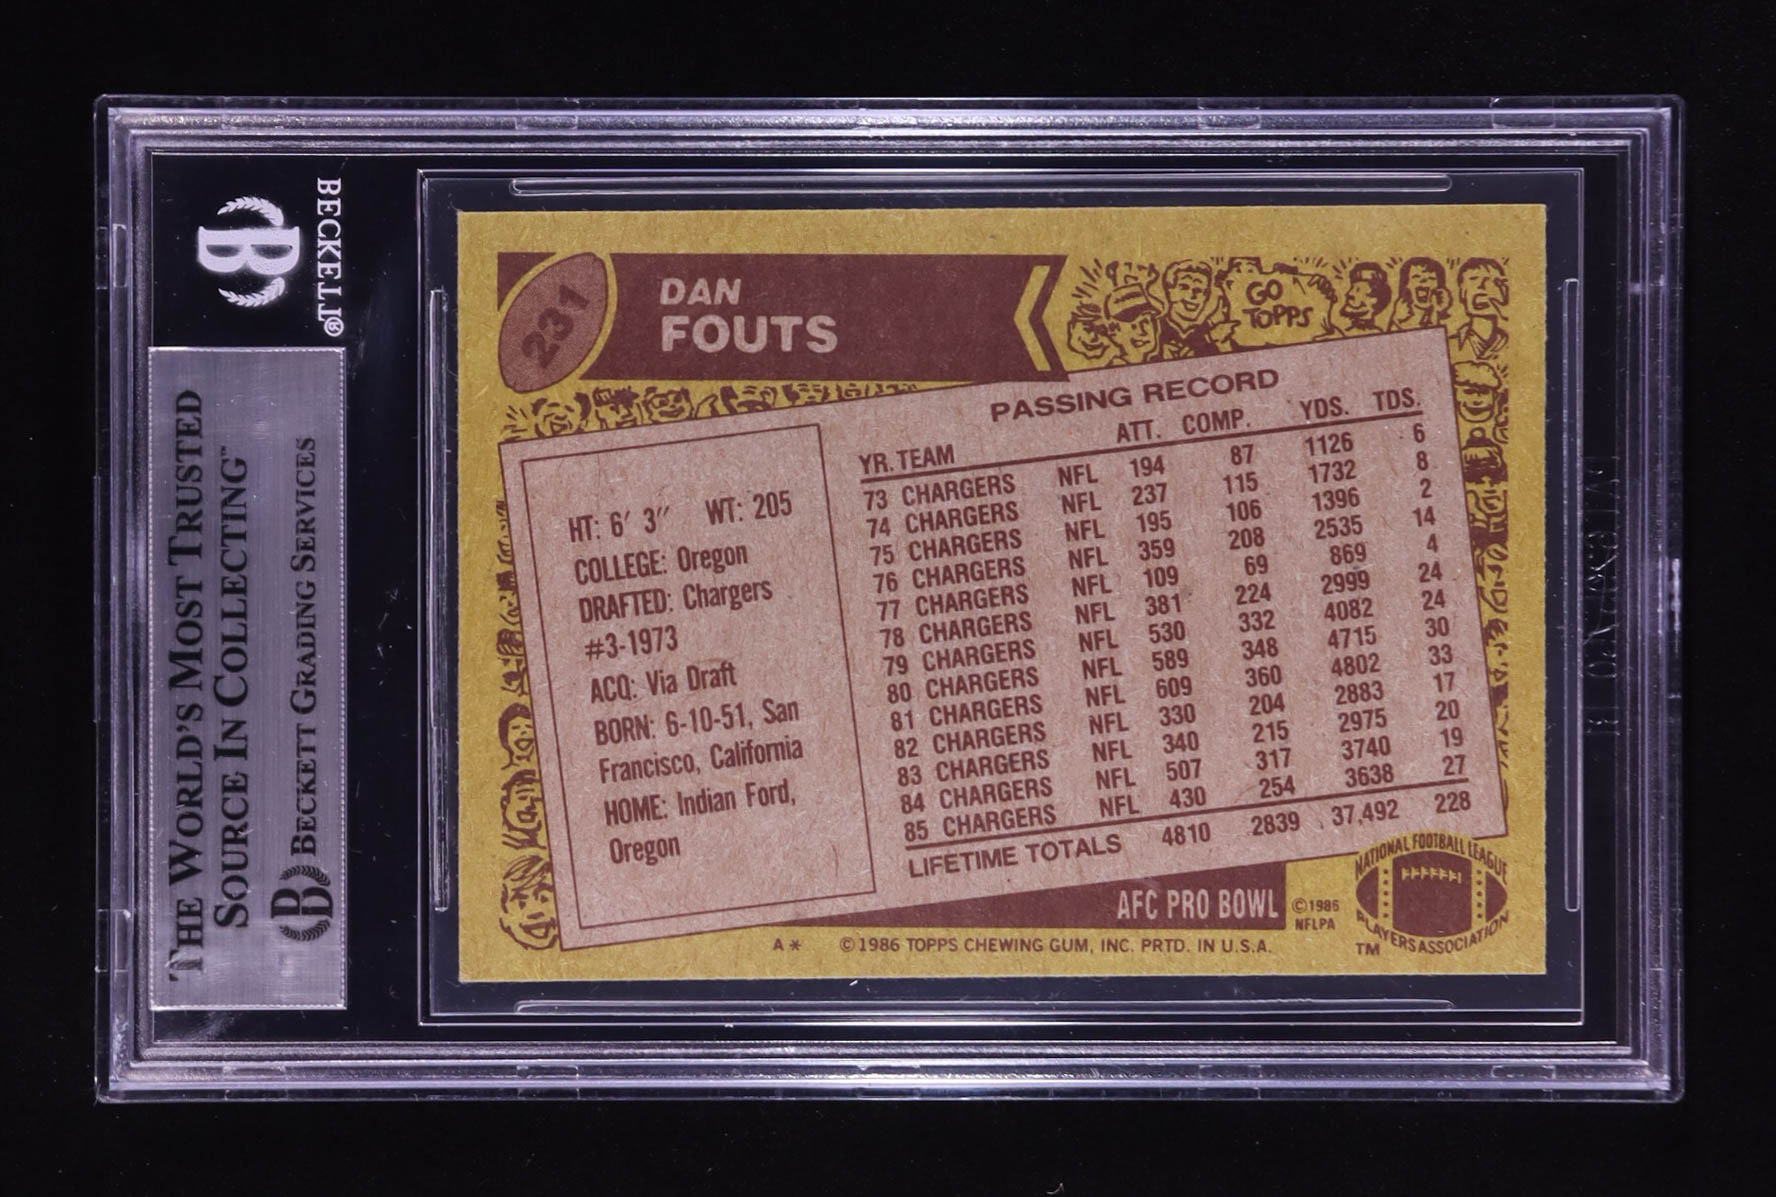 BECKETT®
B
THE WORLD'S MOST TRUSTED
SOURCE IN COLLECTING™
BECKETT GRADING SERVICES
231
DAN
FOUTS
GO
TOPPS
HT: 6' 3" WT: 205
COLLEGE: Oregon
DRAFTED: Chargers
#3-1973
ACQ: Via Draft
BORN: 6-10-51, San
Francisco, California
HOME: Indian Ford,
Oregon
PASSING RECORD
YR. TEAM ATT. COMP. YDS. TDS.
73 CHARGERS NFL 194 87 1126 6
74 CHARGERS NFL 237 115 1732 8
75 CHARGERS NFL 195 106 1396 2
76 CHARGERS NFL 359 208 2535 14
77 CHARGERS NFL 109 69 869 4
78 CHARGERS NFL 381 224 2999 24
79 CHARGERS NFL 530 332 4082 24
80 CHARGERS NFL 589 348 4715 30
81 CHARGERS NFL 609 360 4802 33
82 CHARGERS NFL 330 204 2883 17
83 CHARGERS NFL 340 215 2975 20
84 CHARGERS NFL 507 317 3740 19
85 CHARGERS NFL 430 254 3638 27
LIFETIME TOTALS 4810 2839 37,492 228
AFC PRO BOWL
©1986
NFLPA
NATIONAL FOOTBALL LEAGUE
PLAYERS ASSOCIATION
TM
A* ©1986 TOPPS CHEWING GUM, INC. PRTD. IN U.S.A.